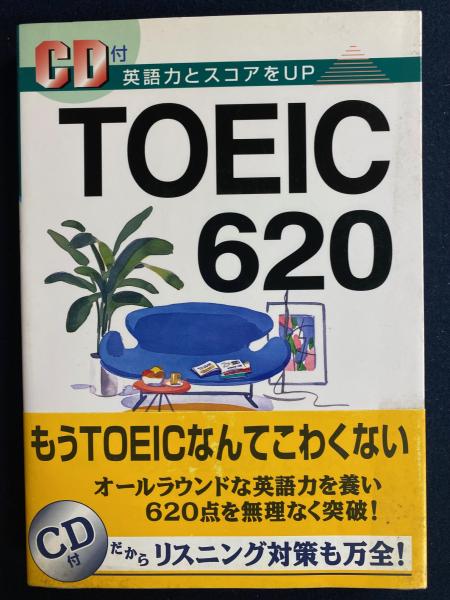 CD付
英語力とスコアをUP
TOEIC
620
もうTOEICなんてこわくない
オールラウンドな英語力を養い
620点を無理なく突破！
CD付
だからリスニング対策も万全！